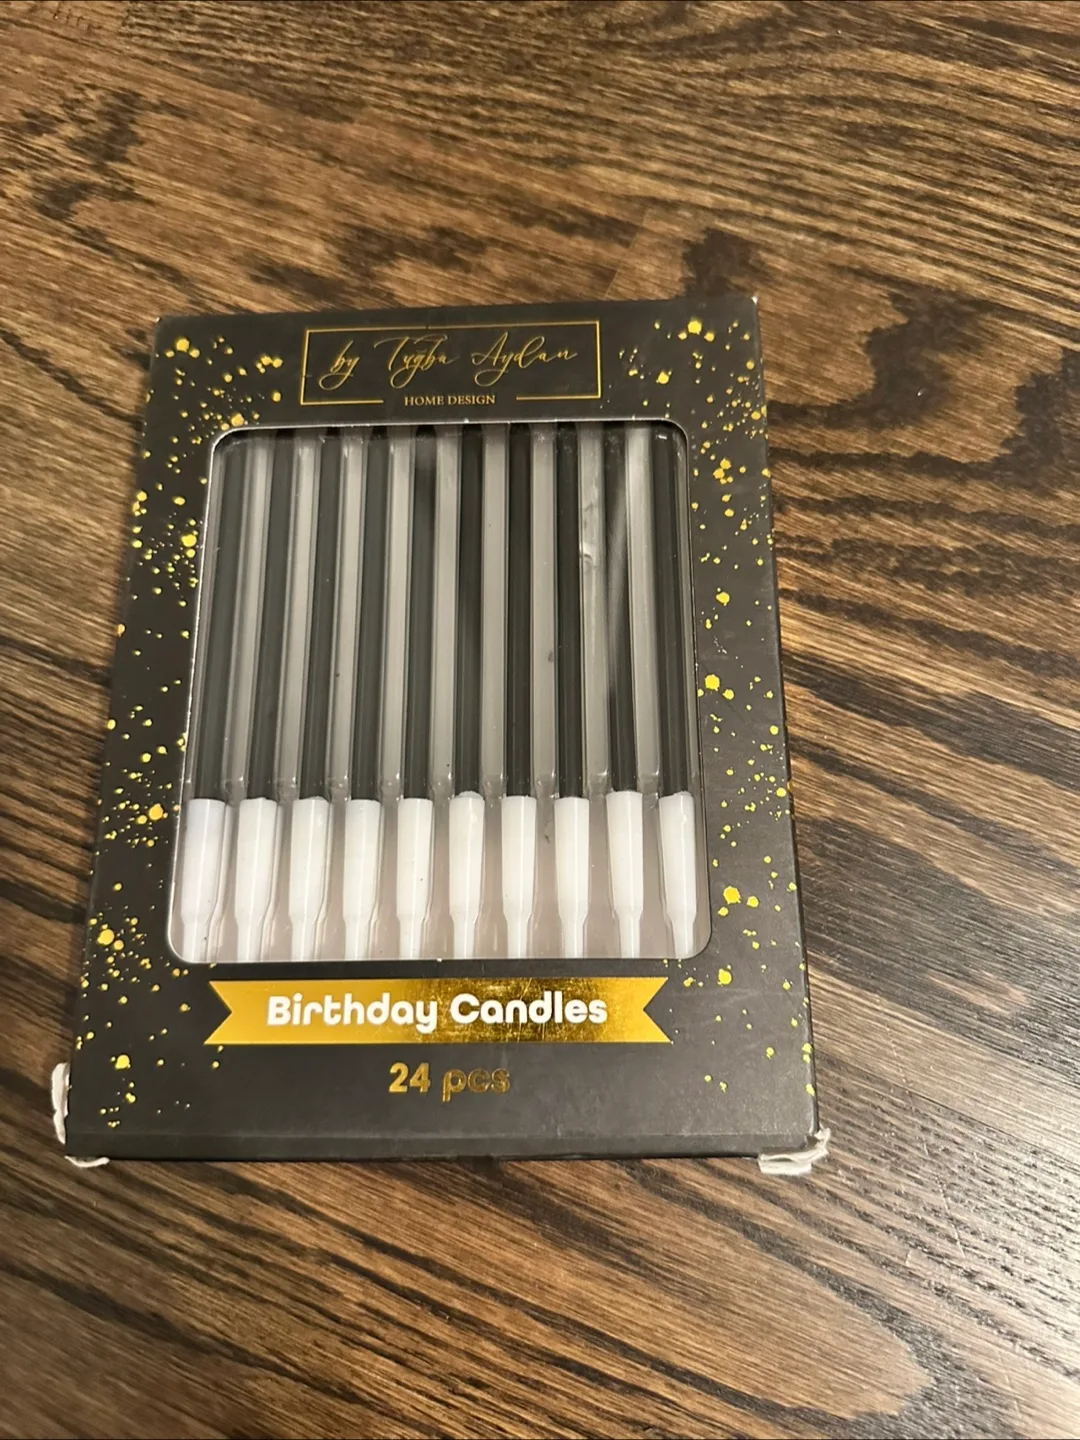 by Tugba Aydan
HOME DESIGN
Birthday Candles
24 pcs